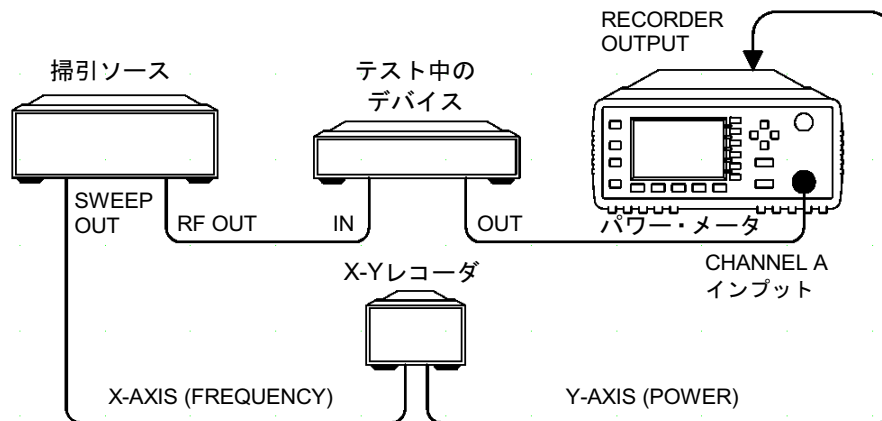 RECORDER
OUTPUT
掃引ソース
テスト中の
デバイス
SWEEP
OUT
RF OUT
IN
OUT
パワー・メータ
CHANNEL A
インプット
X-Yレコーダ
X-AXIS (FREQUENCY)
Y-AXIS (POWER)